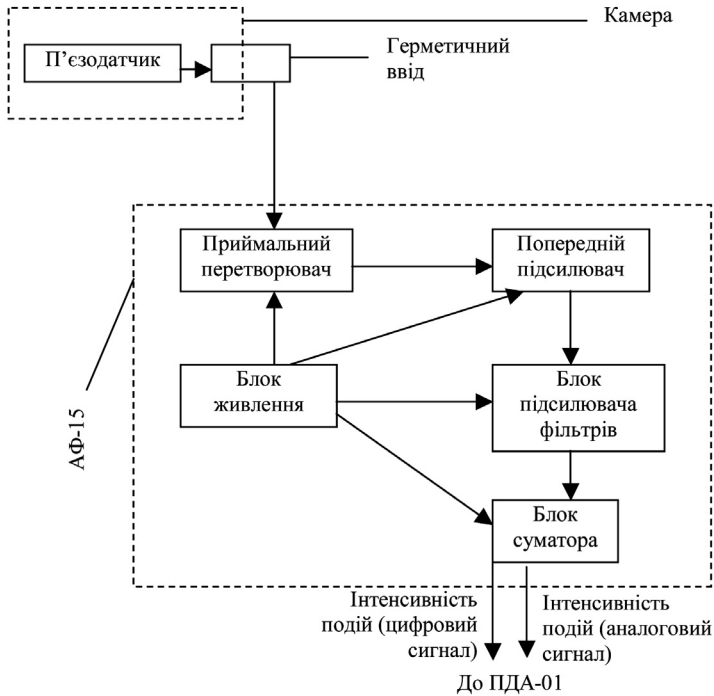 Камера
П’єзодатчик
Герметичний
ввід
Приймальний
перетворювач
Попередній
підсилювач
Блок
живлення
Блок
підсилювача
фільтрів
АФ-15
Блок
суматора
Інтенсивність
подій (цифровий
сигнал)
Інтенсивність
подій (аналоговий
сигнал)
До ПДА-01